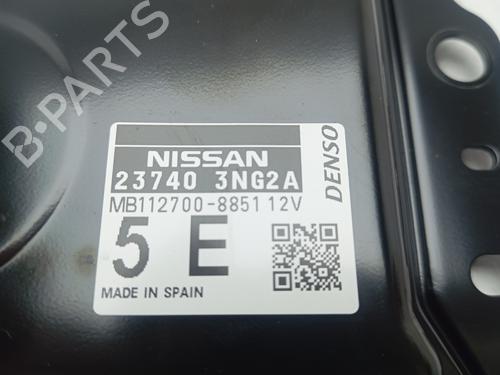 B-PARTS
NISSAN
23740 3NG2A
MB112700-8851 12V
5 E
MADE IN SPAIN
DENSO